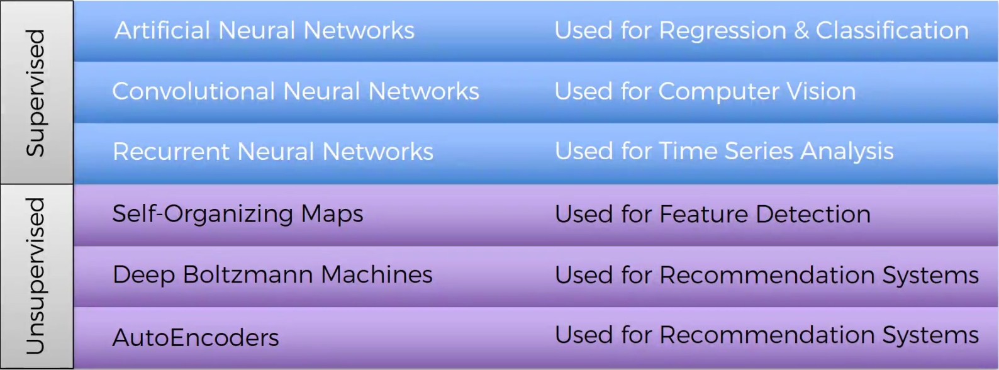 Supervised
Artificial Neural Networks Used for Regression & Classification
Convolutional Neural Networks Used for Computer Vision
Recurrent Neural Networks Used for Time Series Analysis
Unsupervised
Self-Organizing Maps Used for Feature Detection
Deep Boltzmann Machines Used for Recommendation Systems
AutoEncoders Used for Recommendation Systems